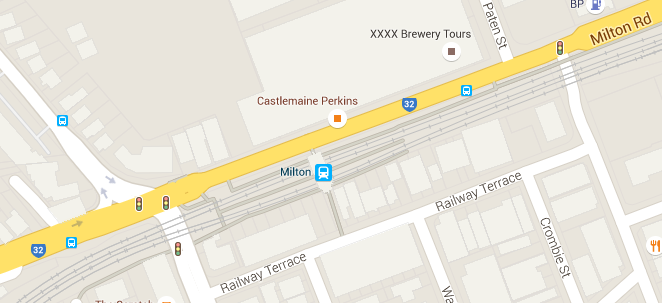 BP
Paten St
Milton Rd
XXXX Brewery Tours
32
Castlemaine Perkins
Milton
Railway Terrace
Crombie St
32
Railway Terrace